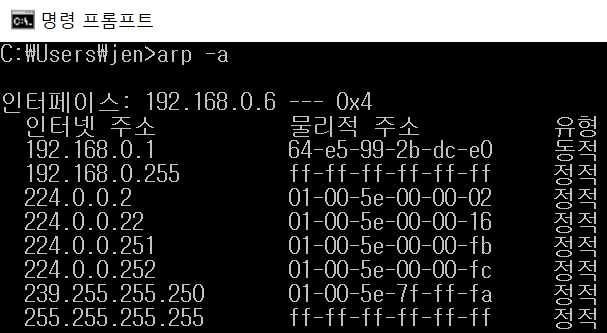 명령 프롬프트
C:₩Users₩jen>arp -a
인터페이스: 192.168.0.6 --- 0x4
인터넷 주소 물리적 주소 유형
192.168.0.1 64-e5-99-2b-dc-e0 동적
192.168.0.255 ff-ff-ff-ff-ff-ff 정적
224.0.0.2 01-00-5e-00-00-02 정적
224.0.0.22 01-00-5e-00-00-16 정적
224.0.0.251 01-00-5e-00-00-fb 정적
224.0.0.252 01-00-5e-00-00-fc 정적
239.255.255.250 01-00-5e-7f-ff-fa 정적
255.255.255.255 ff-ff-ff-ff-ff-ff 정적